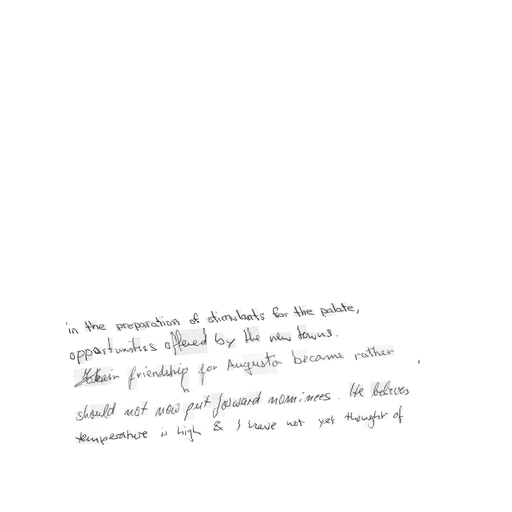 in the preparation of stimulants for the palate,
opportunities offered by the new towns.
friendship for Augusta became rather
should not now put forward nominees. He believes
temperature is high & I have not yet thought of